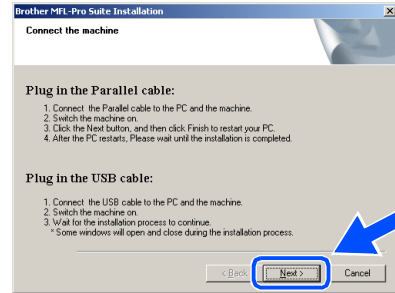 Brother MFL-Pro Suite Installation
Connect the machine
Plug in the Parallel cable:
1. Connect the Parallel cable to the PC and the machine.
2. Switch the machine on.
3. Click the Next button, and then click Finish to restart your PC.
4. After the PC restarts, Please wait until the installation is completed.
Plug in the USB cable:
1. Connect the USB cable to the PC and the machine.
2. Switch the machine on.
3. Wait for the installation process to continue.
* Some windows will open and close during the installation process.
< Back Next > Cancel